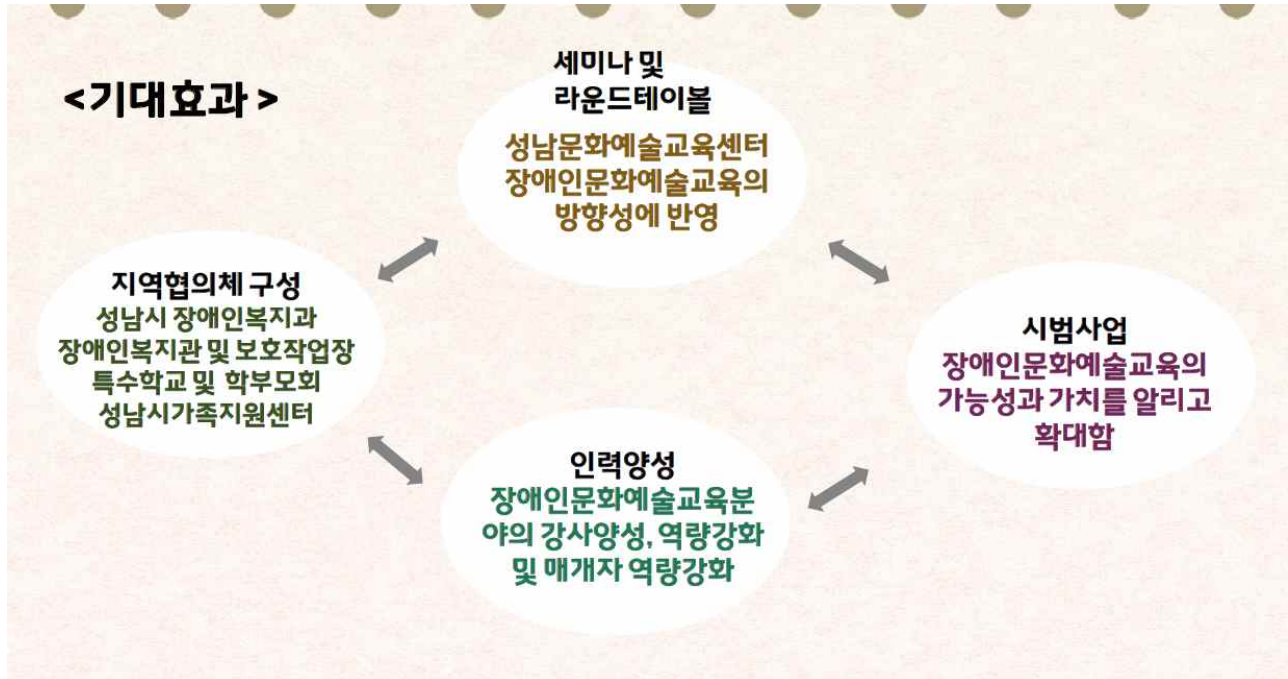 <기대효과 >
세미나 및
라운드테이블
성남문화예술교육센터
장애인문화예술교육의
방향성에 반영
지역협의체 구성
성남시 장애인복지과
장애인복지관 및 보호작업장
특수학교 및 학부모회
성남시가족지원센터
시범사업
장애인문화예술교육의
가능성과 가치를 알리고
확대함
인력양성
장애인문화예술교육분
야의 강사양성, 역량강화
및 매개자 역량강화